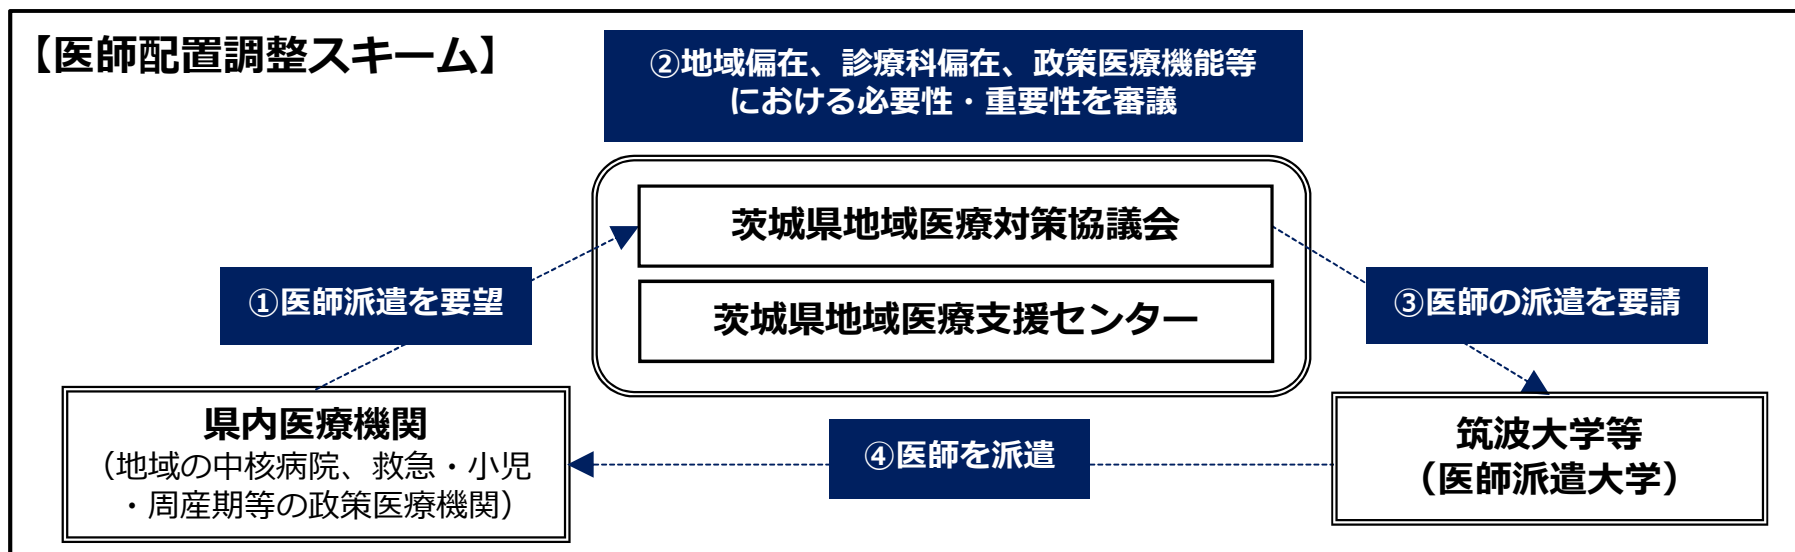 【医師配置調整スキーム】
②地域偏在、診療科偏在、政策医療機能等
における必要性・重要性を審議
茨城県地域医療対策協議会
茨城県地域医療支援センター
①医師派遣を要望
③医師の派遣を要請
県内医療機関
（地域の中核病院、救急・小児
・周産期等の政策医療機関）
④医師を派遣
筑波大学等
（医師派遣大学）